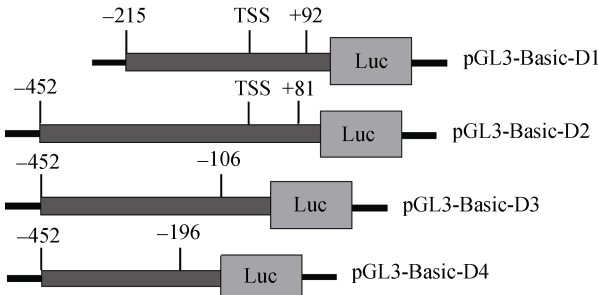 –215 TSS +92
Luc pGL3-Basic-D1
–452 TSS +81
Luc pGL3-Basic-D2
–452 –106
Luc pGL3-Basic-D3
–452 –196
Luc pGL3-Basic-D4